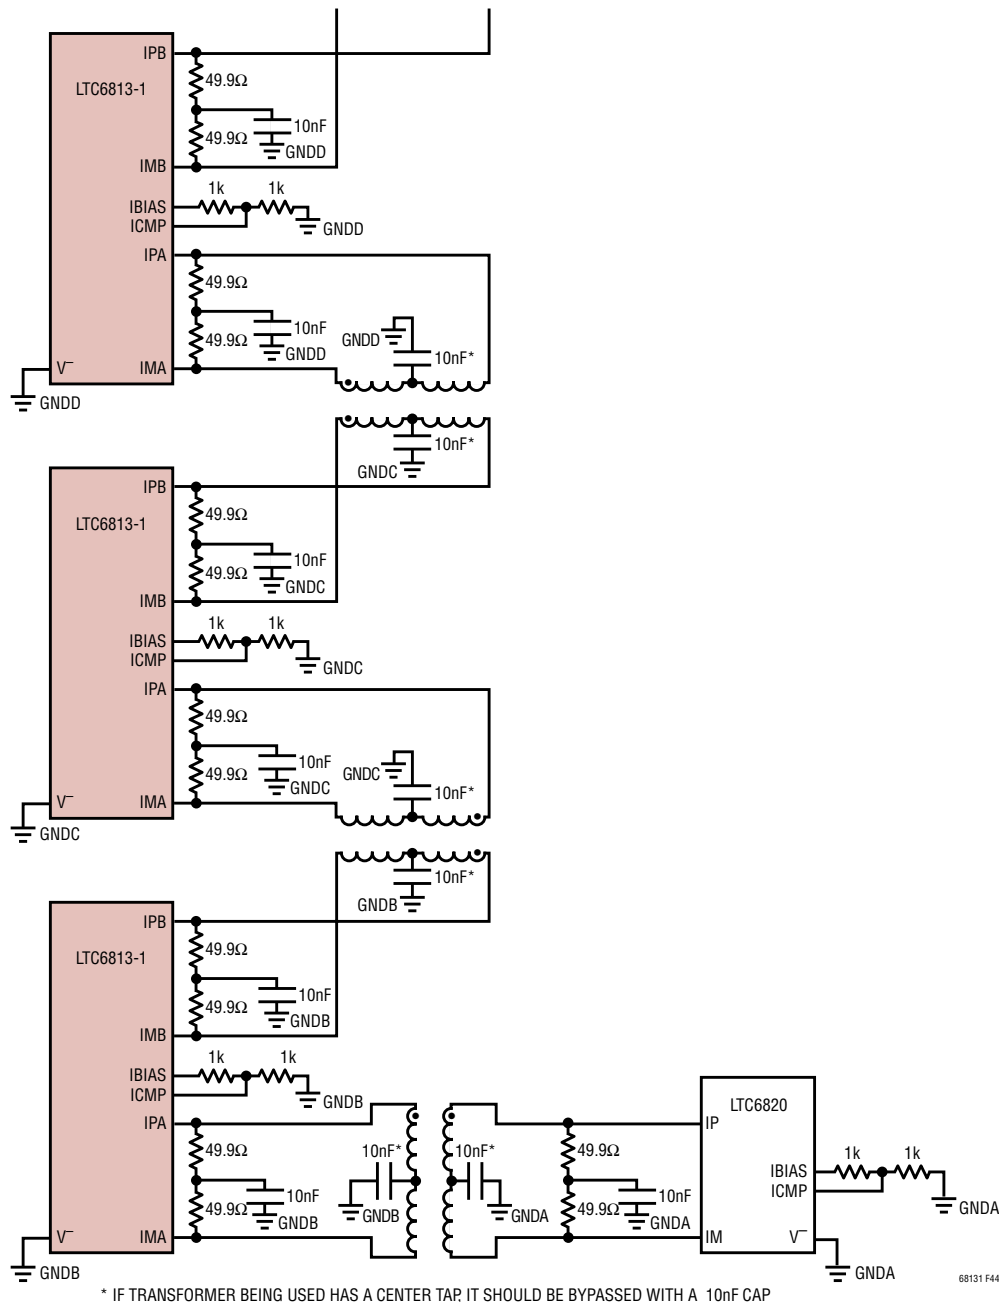 IPB
49.9Ω
LTC6813-1
10nF
49.9Ω
GNDD
IMB
1k
1k
IBIAS
GNDD
ICMP
IPA
49.9Ω
10nF
GNDD
49.9Ω
GNDD
10nF*
V–
IMA
GNDD
10nF*
GNDC
IPB
49.9Ω
LTC6813-1
10nF
49.9Ω
GNDC
IMB
1k
1k
IBIAS
ICMP
GNDC
IPA
49.9Ω
10nF
GNDC
49.9Ω
GNDC
10nF*
V–
IMA
GNDC
10nF*
GNDB
IPB
49.9Ω
LTC6813-1
10nF
49.9Ω
GNDB
IMB
1k
1k
IBIAS
ICMP
GNDB
IPA
49.9Ω
10nF
49.9Ω
GNDB
V–
IMA
GNDB
10nF*
GNDB
10nF*
GNDA
49.9Ω
10nF
49.9Ω
GNDA
LTC6820
IP
1k
1k
IBIAS
ICMP
GNDA
IM
V–
GNDA
68131 F44
* IF TRANSFORMER BEING USED HAS A CENTER TAP, IT SHOULD BE BYPASSED WITH A 10nF CAP